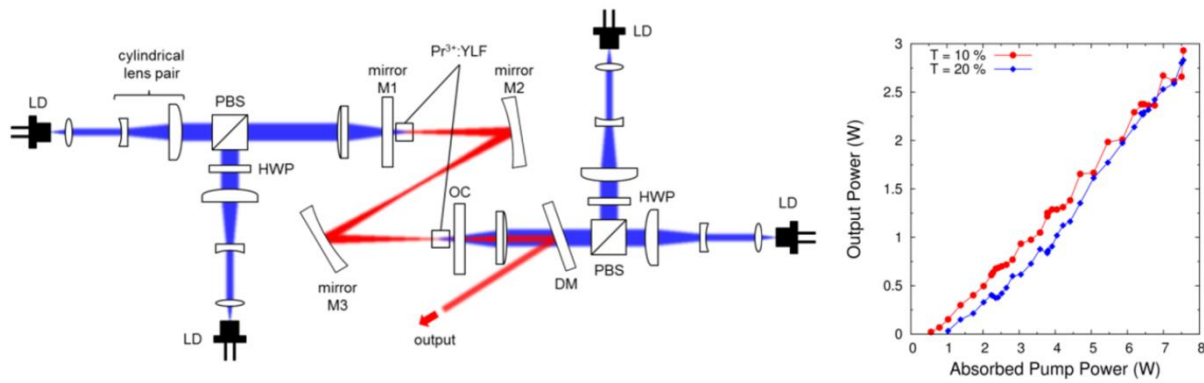 cylindrical
lens pair
LD
PBS
HWP
LD
Pr³⁺:YLF
mirror
M1
mirror
M2
mirror
M3
OC
output
LD
HWP
LD
DM
PBS
T = 10 %
T = 20 %
Output Power (W)
3
2.5
2
1.5
1
0.5
0
0 1 2 3 4 5 6 7 8
Absorbed Pump Power (W)